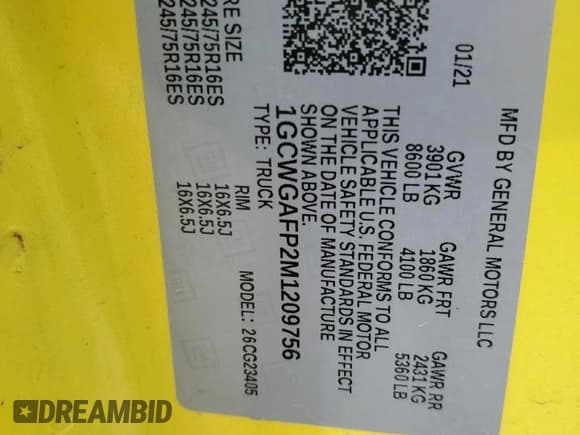 MFD BY GENERAL MOTORS LLC
01/21
GVWR GAWR FRT GAWR RR
3901 KG 1860 KG 2431 KG
8600 LB 4100 LB 5360 LB
THIS VEHICLE CONFORMS TO ALL
APPLICABLE U.S. FEDERAL MOTOR
VEHICLE SAFETY STANDARDS IN EFFECT
ON THE DATE OF MANUFACTURE
SHOWN ABOVE.
1GCWGAFP2M1209756
TYPE: TRUCK MODEL: 26CG23405
RE SIZE RIM
245/75R16ES 16X6.5J
245/75R16ES 16X6.5J
245/75R16ES 16X6.5J
DREAMBID